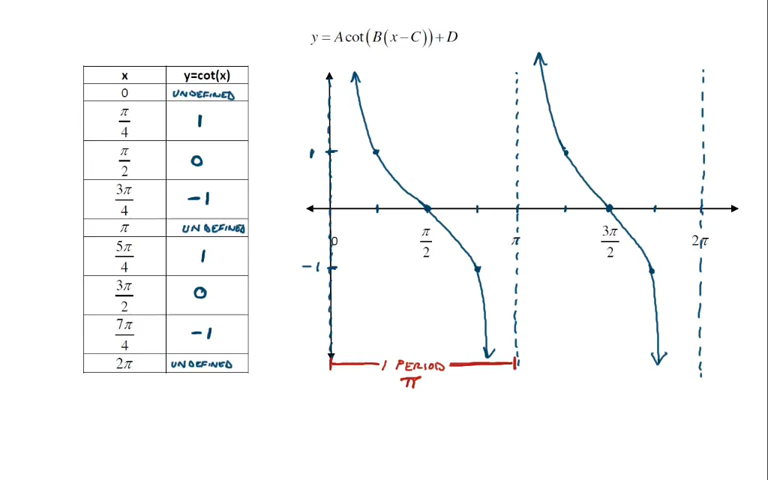 y = A cot(B(x−C)) + D
x y=cot(x)
0 UNDEFINED
π/4 1
π/2 0
3π/4 −1
π UNDEFINED
5π/4 1
3π/2 0
7π/4 −1
2π UNDEFINED
1
0 π/2 π 3π/2 2π
−1
1 PERIOD
π